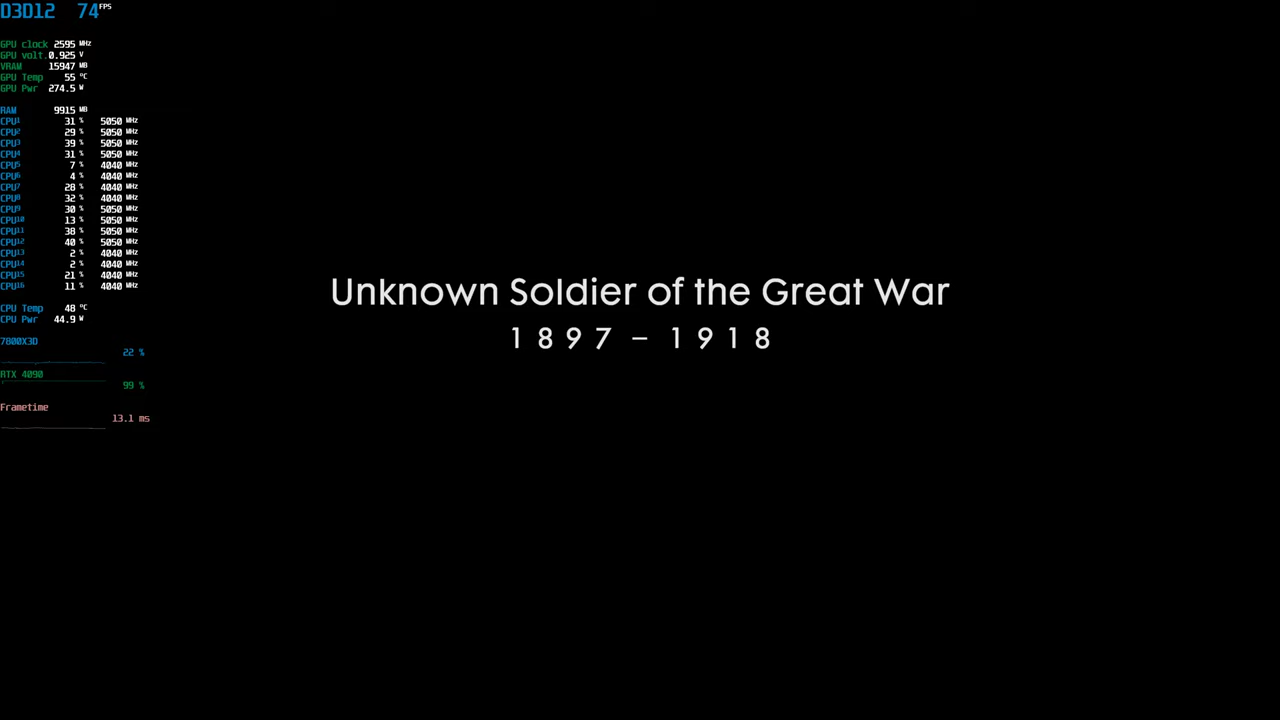 D3D12 74 FPS
GPU clock 2595 MHz
GPU volt. 0.925 V
VRAM 15947 MB
GPU Temp 55 °C
GPU Pwr 274.5 W
RAM 9915 MB
CPU1 31 % 5050 MHz
CPU2 29 % 5050 MHz
CPU3 39 % 5050 MHz
CPU4 31 % 5050 MHz
CPU5 7 % 4040 MHz
CPU6 4 % 4040 MHz
CPU7 28 % 4040 MHz
CPU8 32 % 4040 MHz
CPU9 30 % 5050 MHz
CPU10 13 % 5050 MHz
CPU11 38 % 5050 MHz
CPU12 40 % 5050 MHz
CPU13 2 % 4040 MHz
CPU14 2 % 4040 MHz
CPU15 21 % 4040 MHz
CPU16 11 % 4040 MHz
CPU Temp 48 °C
CPU Pwr 44.9 W
7800X3D
22 %
RTX 4090
99 %
Frametime
13.1 ms
Unknown Soldier of the Great War
1897 – 1918